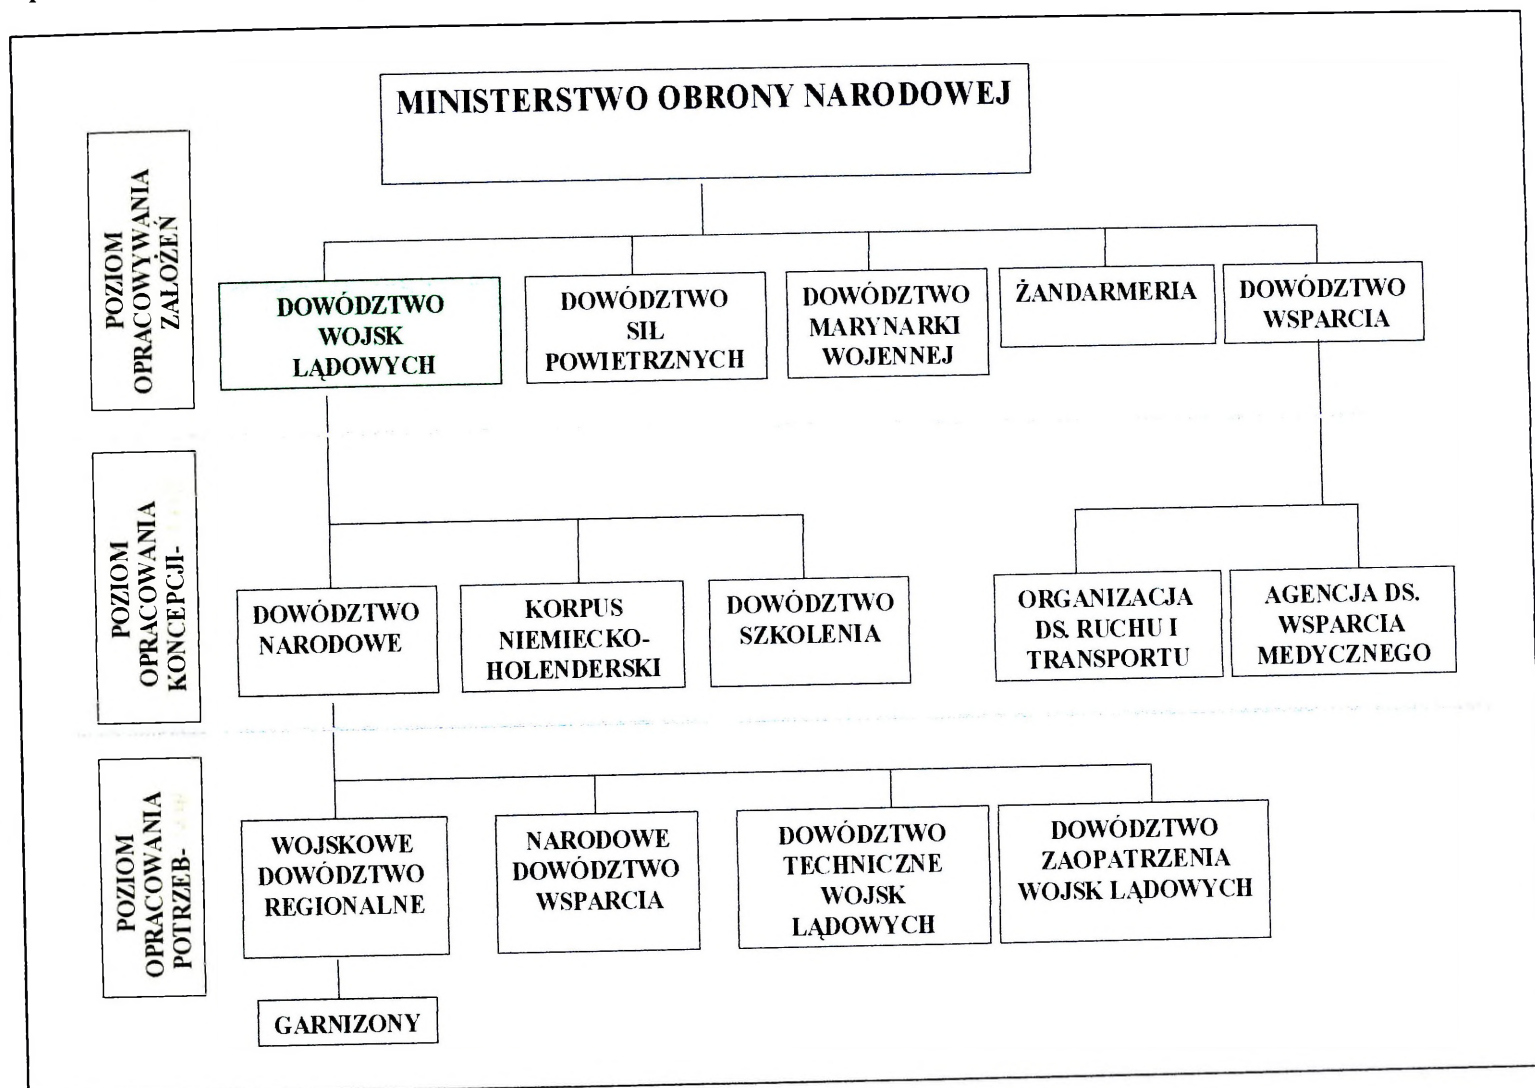 MINISTERSTWO OBRONY NARODOWEJ
POZIOM
OPRACOWYWANIA
ZAŁOŻEŃ
DOWÓDZTWO
WOJSK
LĄDOWYCH
DOWÓDZTWO
SIŁ
POWIETRZNYCH
DOWÓDZTWO
MARYNARKI
WOJENNEJ
ŻANDARMERIA
DOWÓDZTWO
WSPARCIA
POZIOM
OPRACOWANIA
KONCEPCJI-
DOWÓDZTWO
NARODOWE
KORPUS
NIEMIECKO-
HOLENDERSKI
DOWÓDZTWO
SZKOLENIA
ORGANIZACJA
DS. RUCHU I
TRANSPORTU
AGENCJA DS.
WSPARCIA
MEDYCZNEGO
POZIOM
OPRACOWANIA
POTRZEB-
WOJSKOWE
DOWÓDZTWO
REGIONALNE
NARODOWE
DOWÓDZTWO
WSPARCIA
DOWÓDZTWO
TECHNICZNE
WOJSK
LĄDOWYCH
DOWÓDZTWO
ZAOPATRZENIA
WOJSK LĄDOWYCH
GARNIZONY